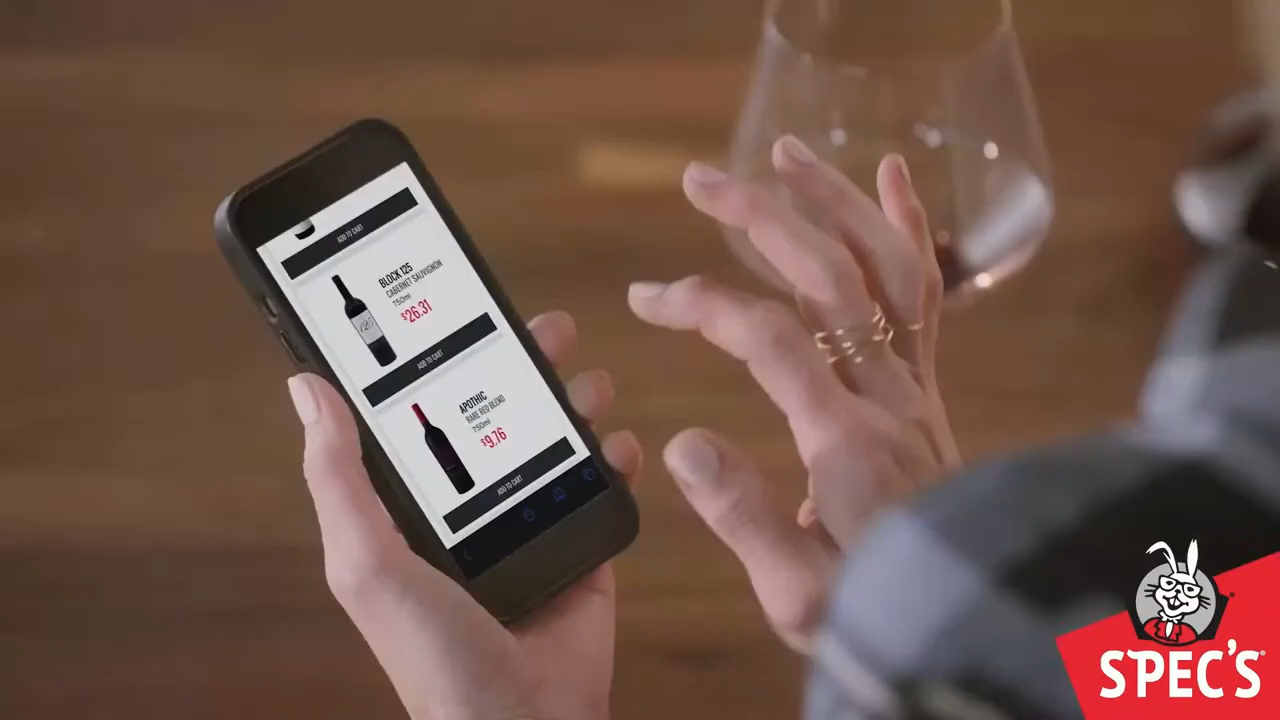 ADD TO CART
BLOCK 125
CABERNET SAUVIGNON
750ml
$26.31
125
ADD TO CART
APOTHIC
RARE RED BLEND
750ml
$9.76
ADD TO CART
SPEC'S®